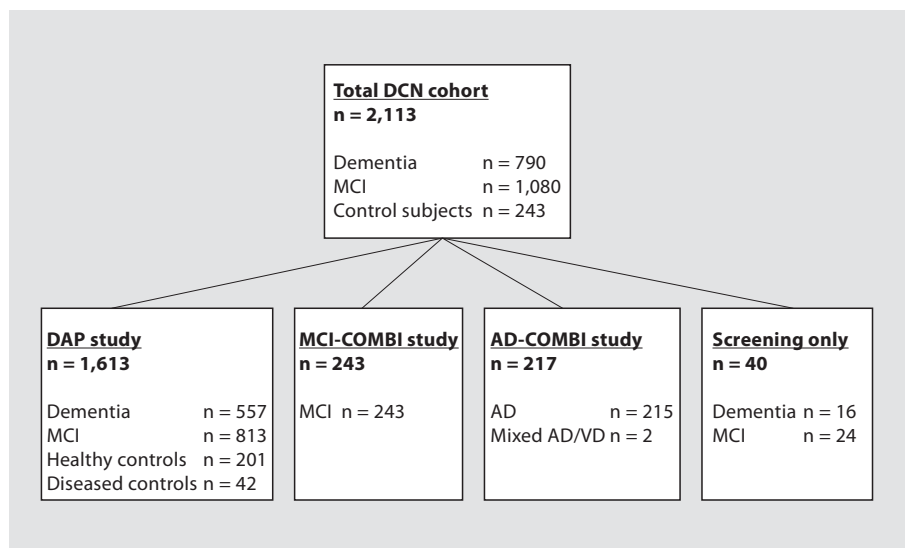 Total DCN cohort
n = 2,113
Dementia n = 790
MCI n = 1,080
Control subjects n = 243
DAP study
n = 1,613
Dementia n = 557
MCI n = 813
Healthy controls n = 201
Diseased controls n = 42
MCI-COMBI study
n = 243
MCI n = 243
AD-COMBI study
n = 217
AD n = 215
Mixed AD/VD n = 2
Screening only
n = 40
Dementia n = 16
MCI n = 24